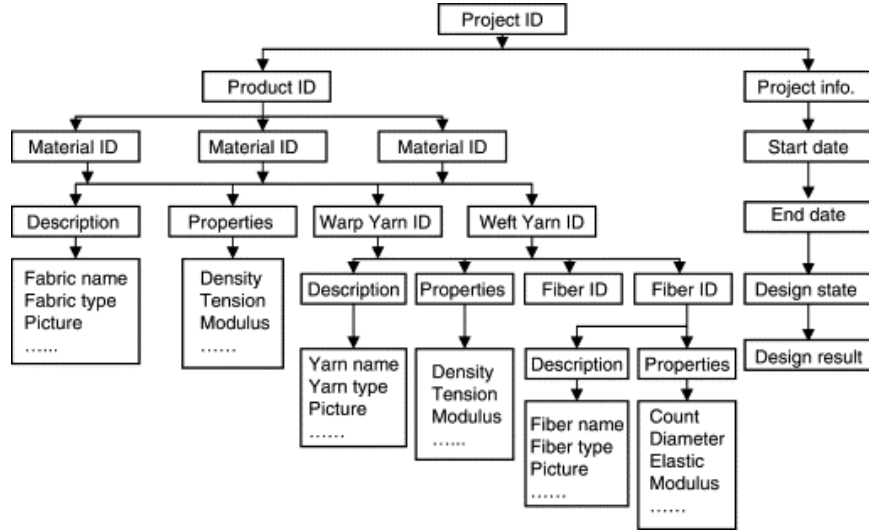 Project ID
Product ID
Project info.
Material ID
Material ID
Material ID
Start date
Description
Properties
Warp Yarn ID
Weft Yarn ID
End date
Fabric name
Fabric type
Picture
......
Density
Tension
Modulus
......
Description
Properties
Fiber ID
Fiber ID
Design state
Yarn name
Yarn type
Picture
......
Density
Tension
Modulus
......
Description
Properties
Design result
Fiber name
Fiber type
Picture
......
Count
Diameter
Elastic
Modulus
......